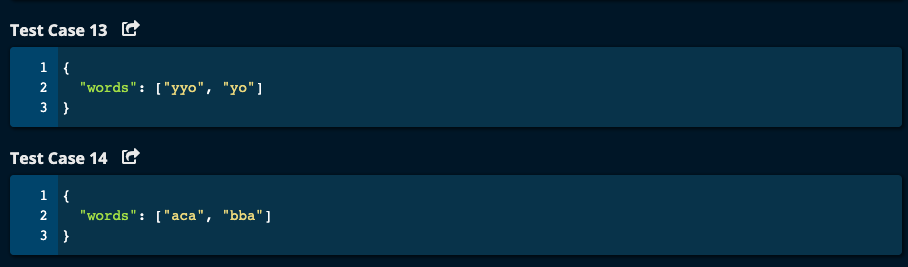 Test Case 13
1 {
2   "words": ["yyo", "yo"]
3 }
Test Case 14
1 {
2   "words": ["aca", "bba"]
3 }